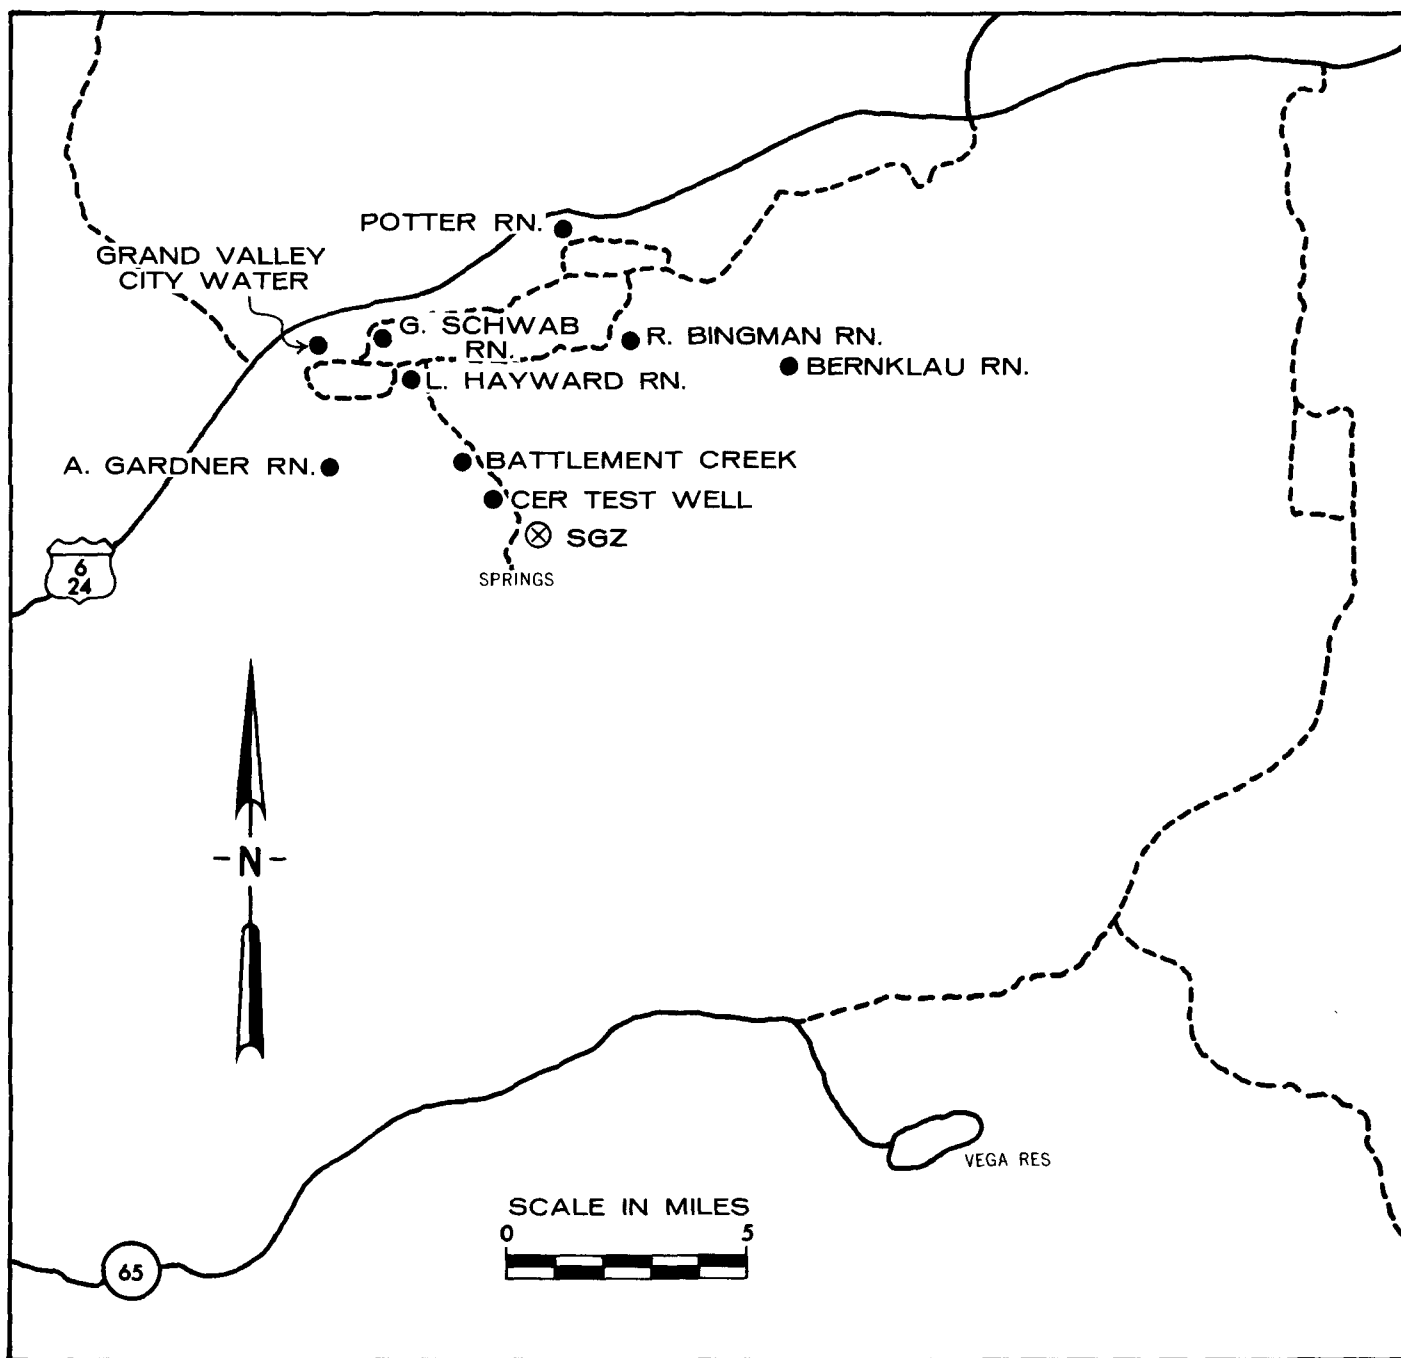 POTTER RN.
GRAND VALLEY
CITY WATER
G. SCHWAB
RN.
R. BINGMAN RN.
BERNKLAU RN.
L. HAYWARD RN.
A. GARDNER RN.
BATTLEMENT CREEK
CER TEST WELL
SGZ
6
24
SPRINGS
-N-
VEGA RES
SCALE IN MILES
0 5
65